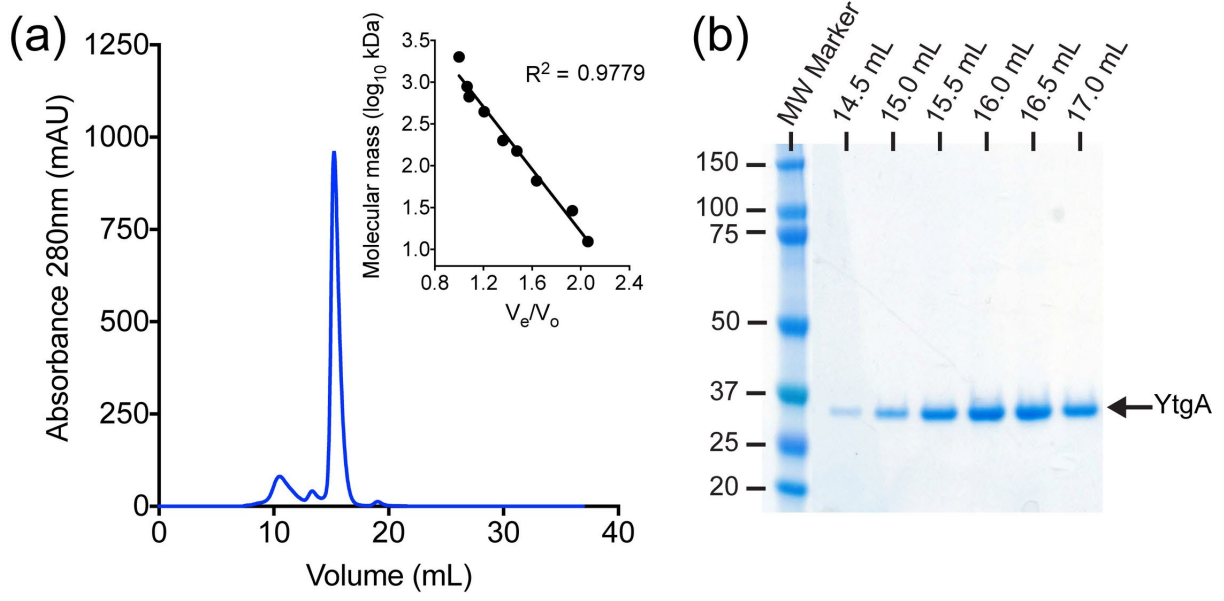 (a)
Absorbance 280nm (mAU)
1250
1000
750
500
250
0
0 10 20 30 40
Volume (mL)
Molecular mass (log10 kDa)
3.5
3.0
2.5
2.0
1.5
1.0
R2 = 0.9779
0.8 1.2 1.6 2.0 2.4
Ve/Vo
(b)
MW Marker
14.5 mL
15.0 mL
15.5 mL
16.0 mL
16.5 mL
17.0 mL
150
100
75
50
37
25
20
YtgA